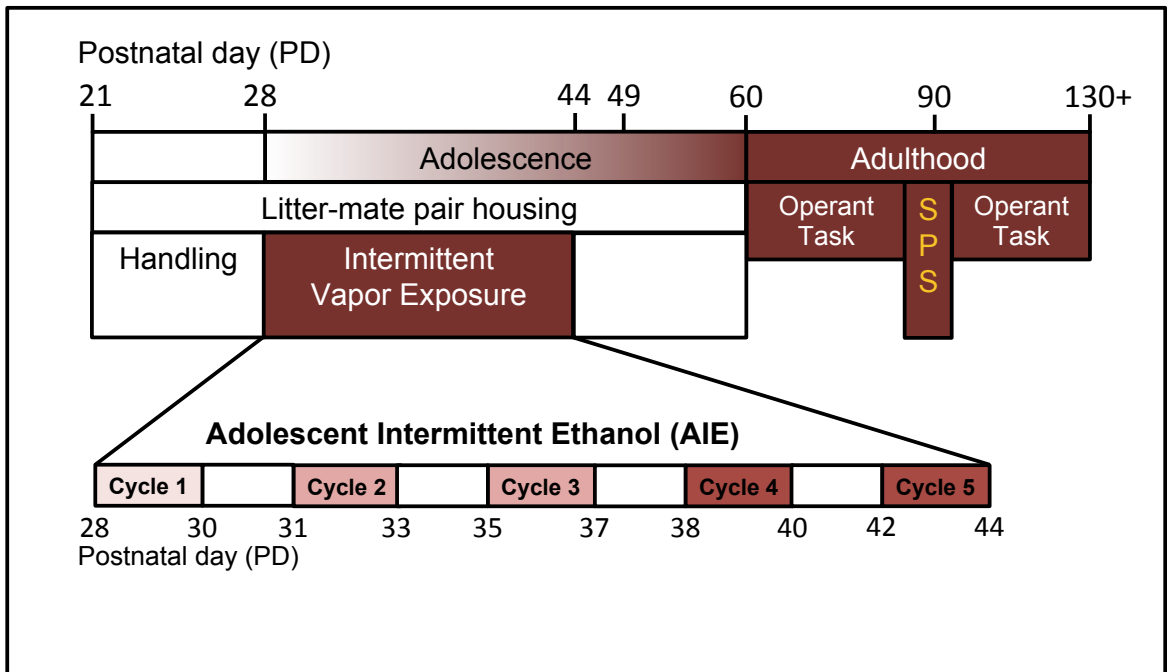 Postnatal day (PD)
21 28 44 49 60 90 130+
Adolescence Adulthood
Litter-mate pair housing
Operant Task
S P S
Operant Task
Handling
Intermittent
Vapor Exposure
Adolescent Intermittent Ethanol (AIE)
Cycle 1 Cycle 2 Cycle 3 Cycle 4 Cycle 5
28 30 31 33 35 37 38 40 42 44
Postnatal day (PD)